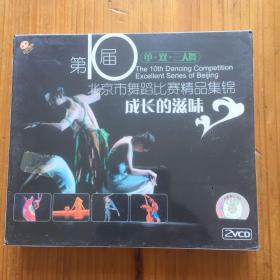 第10届
单·双·三人舞
The 10th Dancing Competition
Excellent Series of Beijing
北京市舞蹈比赛精品集锦
成长的滋味
2VCD